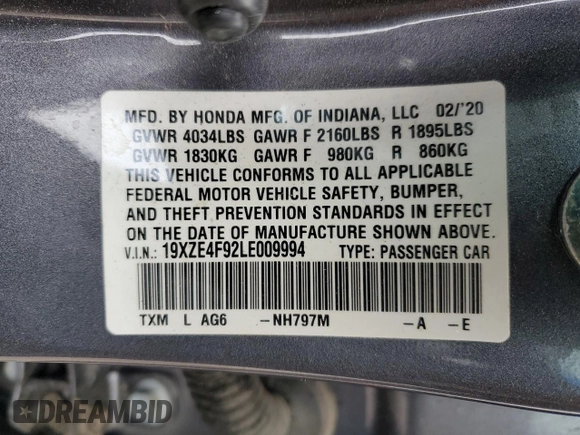 MFD. BY HONDA MFG. OF INDIANA, LLC 02/'20
GVWR 4034LBS GAWR F 2160LBS R 1895LBS
GVWR 1830KG GAWR F 980KG R 860KG
THIS VEHICLE CONFORMS TO ALL APPLICABLE
FEDERAL MOTOR VEHICLE SAFETY, BUMPER,
AND THEFT PREVENTION STANDARDS IN EFFECT
ON THE DATE OF MANUFACTURE SHOWN ABOVE.
V.I.N.: 19XZE4F92LE009994 TYPE: PASSENGER CAR
TXM L AG6 -NH797M -A -E
DREAMBID